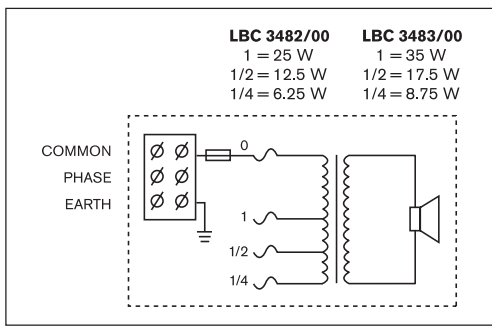 LBC 3482/00 LBC 3483/00
1 = 25 W 1 = 35 W
1/2 = 12.5 W 1/2 = 17.5 W
1/4 = 6.25 W 1/4 = 8.75 W
COMMON 0
PHASE
EARTH
1
1/2
1/4